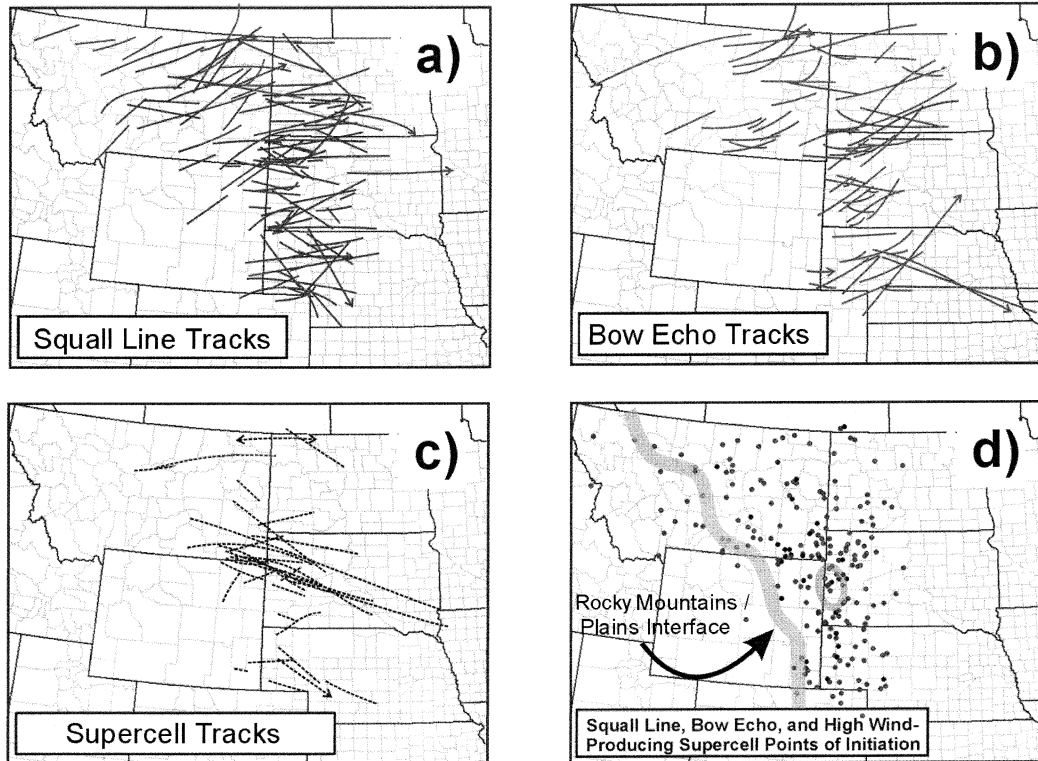 a)
Squall Line Tracks
b)
Bow Echo Tracks
c)
Supercell Tracks
d)
Rocky Mountains /
Plains Interface
Squall Line, Bow Echo, and High Wind-
Producing Supercell Points of Initiation